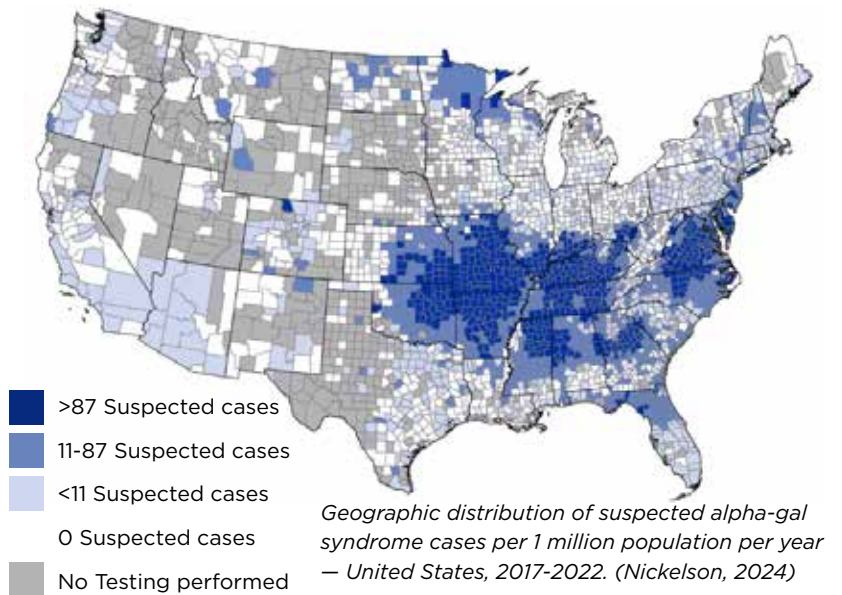 >87 Suspected cases
11-87 Suspected cases
<11 Suspected cases
0 Suspected cases
No Testing performed
Geographic distribution of suspected alpha-gal
syndrome cases per 1 million population per year
— United States, 2017-2022. (Nickelson, 2024)